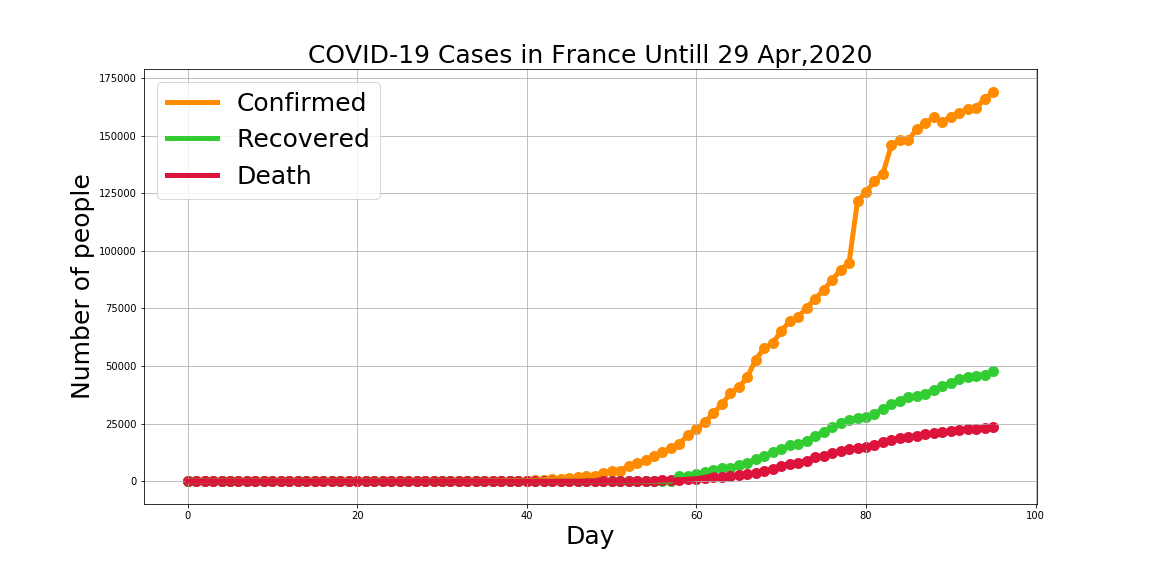 COVID-19 Cases in France Untill 29 Apr,2020
Confirmed
Recovered
Death
Number of people
175000
150000
125000
100000
75000
50000
25000
0
0 20 40 60 80 100
Day